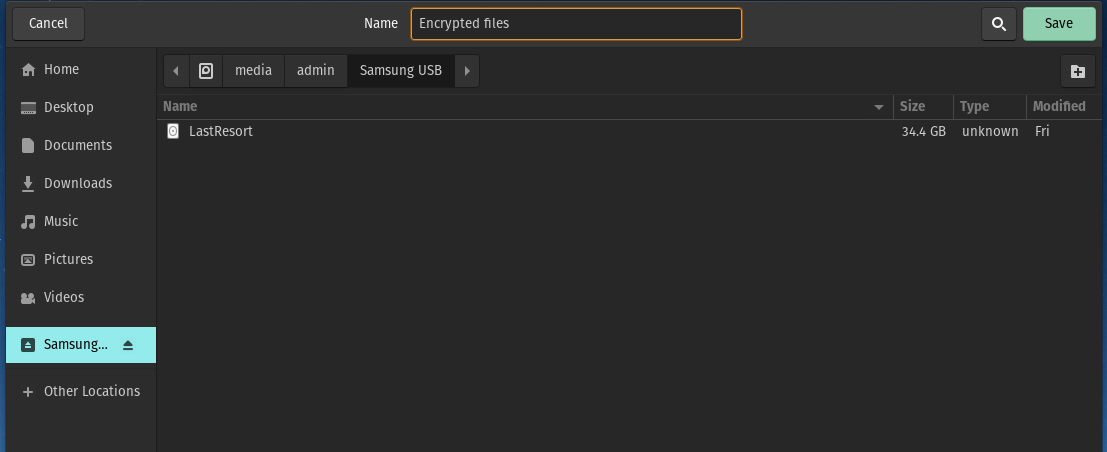 Cancel Name Encrypted files Save
Home media admin Samsung USB
Name Size Type Modified
Desktop
LastResort 34.4 GB unknown Fri
Documents
Downloads
Music
Pictures
Videos
Samsung...
Other Locations